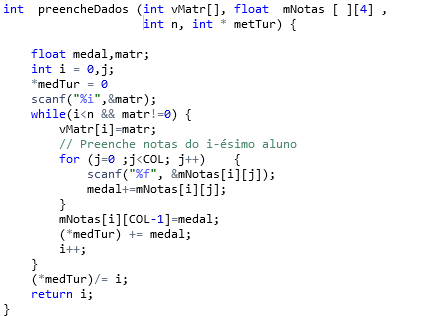 int  preencheDados (int vMatr[], float  mNotas [ ][4] ,
                    int n, int * metTur) {

    float medal,matr;
    int i = 0,j;
    *medTur = 0
    scanf("%i",&matr);
    while(i<n && matr!=0) {
        vMatr[i]=matr;
        // Preenche notas do i-ésimo aluno
        for (j=0 ;j<COL; j++)    {
            scanf("%f", &mNotas[i][j]);
            medal+=mNotas[i][j];
        }
        mNotas[i][COL-1]=medal;
        (*medTur) += medal;
        i++;
    }
    (*medTur)/= i;
    return i;
}